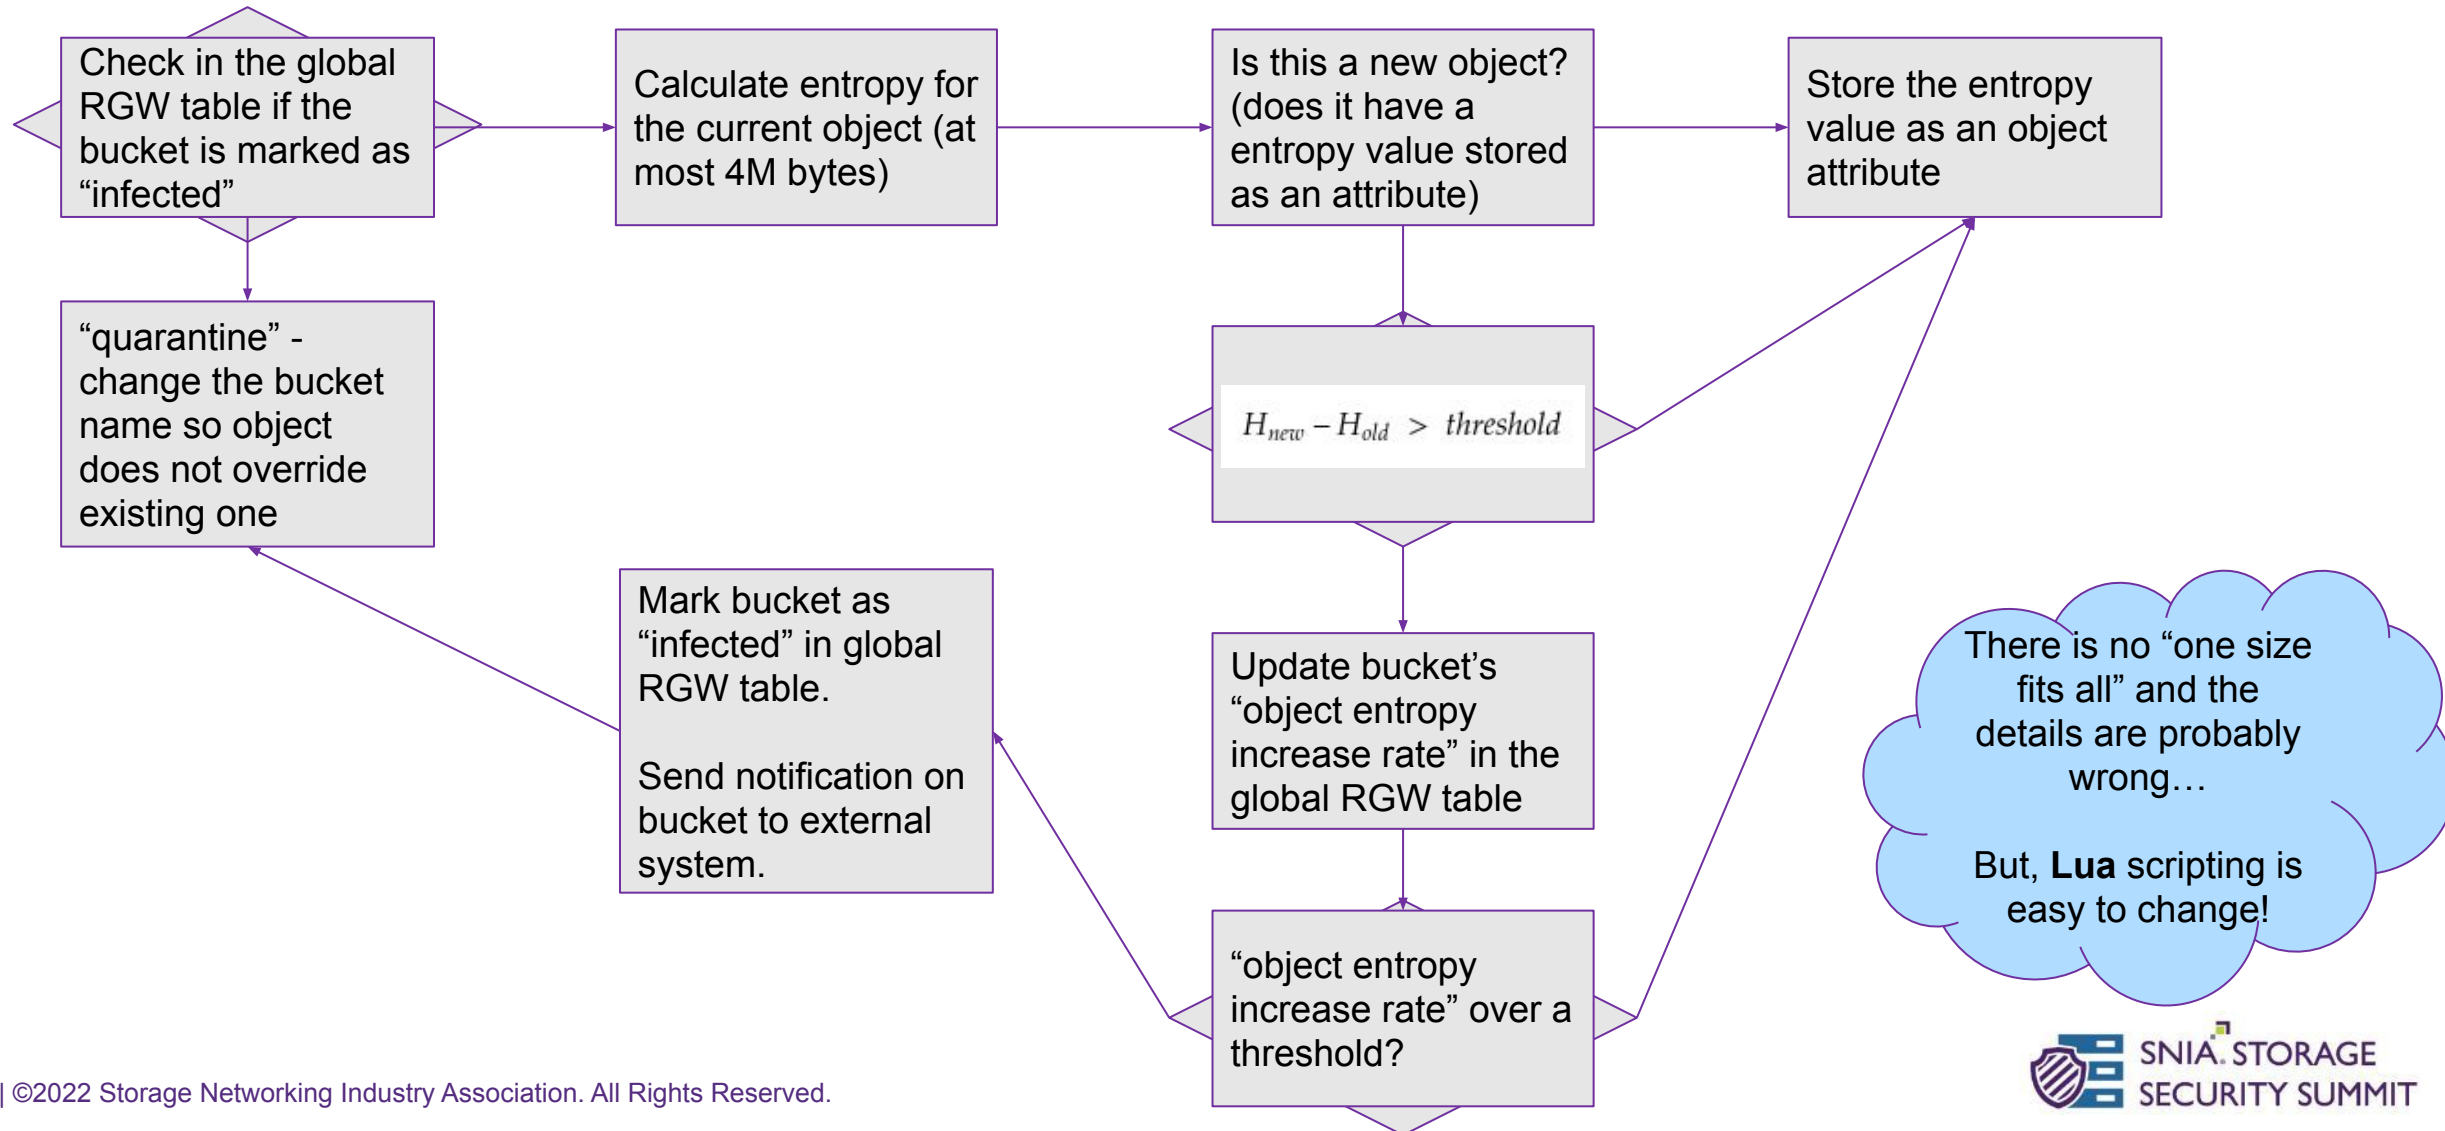 Check in the global
RGW table if the
bucket is marked as
“infected”
Calculate entropy for
the current object (at
most 4M bytes)
Is this a new object?
(does it have a
entropy value stored
as an attribute)
Store the entropy
value as an object
attribute
“quarantine” -
change the bucket
name so object
does not override
existing one
H_new – H_old > threshold
Mark bucket as
“infected” in global
RGW table.
Send notification on
bucket to external
system.
Update bucket’s
“object entropy
increase rate” in the
global RGW table
“object entropy
increase rate” over a
threshold?
There is no “one size
fits all” and the
details are probably
wrong…
But, Lua scripting is
easy to change!
| ©2022 Storage Networking Industry Association. All Rights Reserved.
SNIA. STORAGE
SECURITY SUMMIT